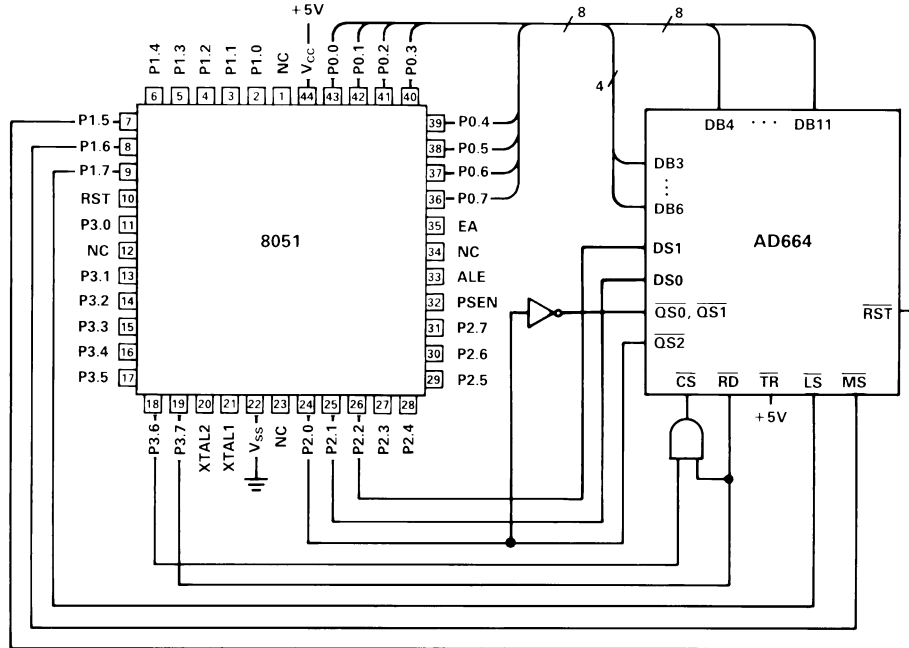 +5V
8
8
P1.4
P1.3
P1.2
P1.1
P1.0
NC
VCC
P0.0
P0.1
P0.2
P0.3
6
5
4
3
2
1
44
43
42
41
40
4
P1.5 7
P1.6 8
P1.7 9
RST 10
P3.0 11
NC 12
P3.1 13
P3.2 14
P3.3 15
P3.4 16
P3.5 17
8051
39 P0.4
38 P0.5
37 P0.6
36 P0.7
35 EA
34 NC
33 ALE
32 PSEN
31 P2.7
30 P2.6
29 P2.5
18
19
20
21
22
23
24
25
26
27
28
P3.6
P3.7
XTAL2
XTAL1
VSS
NC
P2.0
P2.1
P2.2
P2.3
P2.4
DB4 ··· DB11
DB3
⋮
DB6
AD664
DS1
DS0
QS0, QS1
QS2
RST
CS RD TR LS MS
+5V